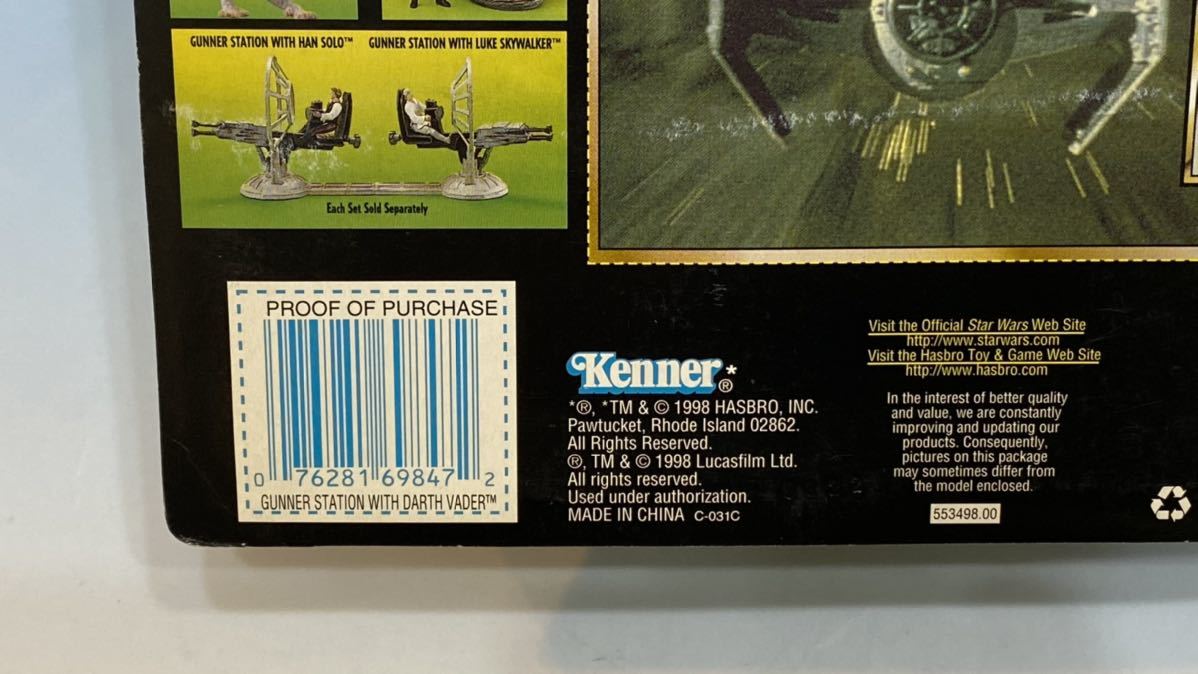 GUNNER STATION WITH HAN SOLO™ GUNNER STATION WITH LUKE SKYWALKER™
Each Set Sold Separately
PROOF OF PURCHASE
0 76281 69847 2
GUNNER STATION WITH DARTH VADER™
Kenner®*
*®, *TM & © 1998 HASBRO, INC.
Pawtucket, Rhode Island 02862.
All Rights Reserved.
®, TM & © 1998 Lucasfilm Ltd.
All rights reserved.
Used under authorization.
MADE IN CHINA C-031C
Visit the Official Star Wars Web Site
http://www.starwars.com
Visit the Hasbro Toy & Game Web Site
http://www.hasbro.com
In the interest of better quality
and value, we are constantly
improving and updating our
products. Consequently,
pictures on this package
may sometimes differ from
the model enclosed.
553498.00